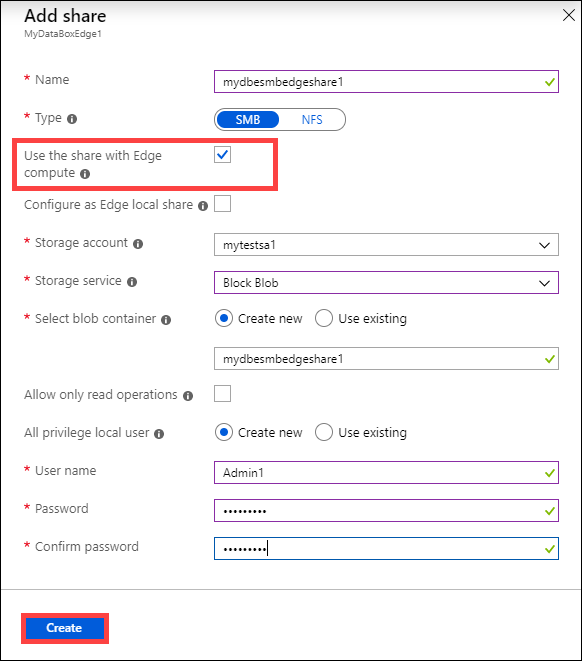 Add share
MyDataBoxEdge1
* Name
mydbesmbedgeshare1
* Type
SMB
NFS
Use the share with Edge
compute
Configure as Edge local share
* Storage account
mytestsa1
* Storage service
Block Blob
* Select blob container
Create new
Use existing
mydbesmbedgeshare1
Allow only read operations
All privilege local user
Create new
Use existing
* User name
Admin1
* Password
•••••••••
* Confirm password
•••••••••
Create